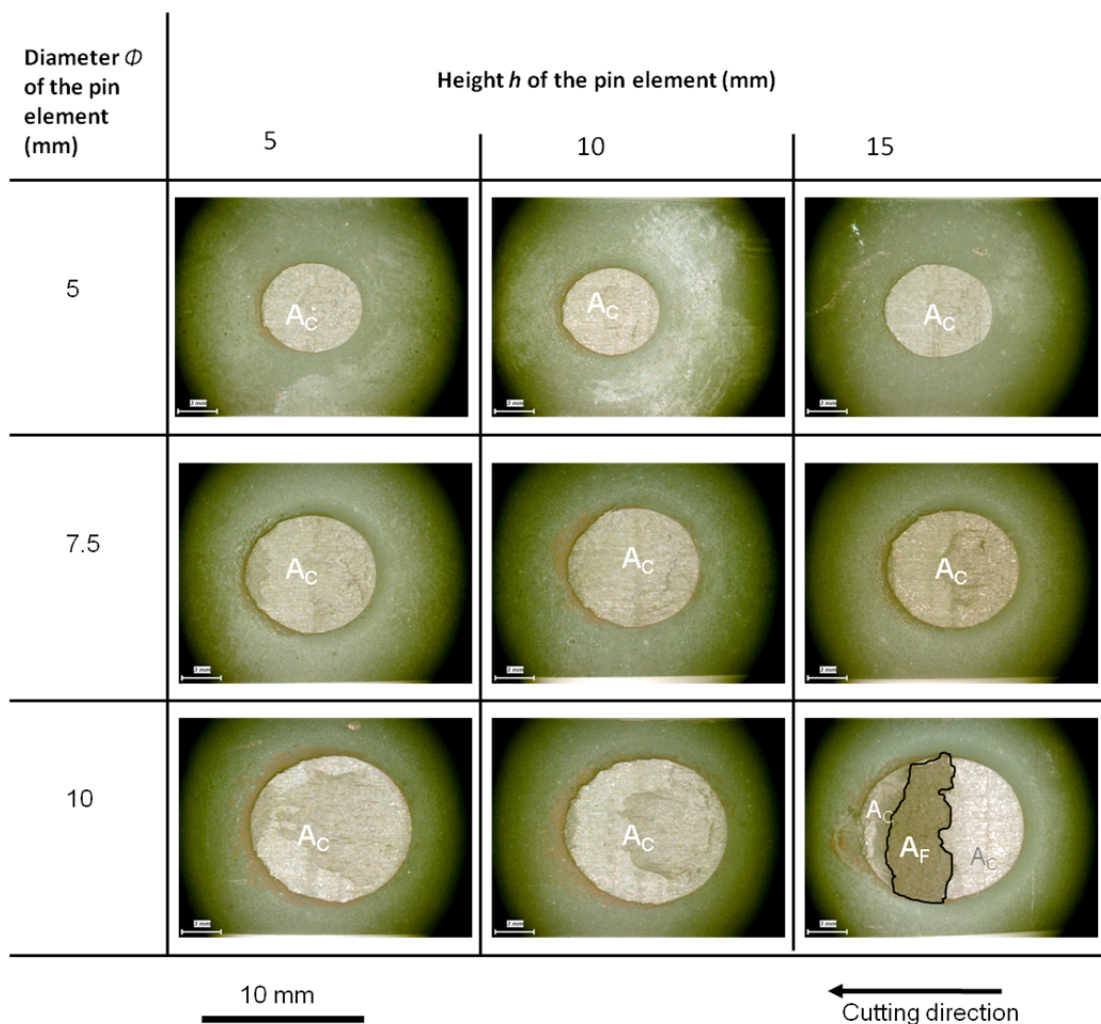 Diameter Φ
of the pin
element
(mm)
Height h of the pin element (mm)
5
10
15
5
A_C
A_C
A_C
7.5
A_C
A_C
A_C
10
A_C
A_C
A_C
A_F
A_C
10 mm
Cutting direction